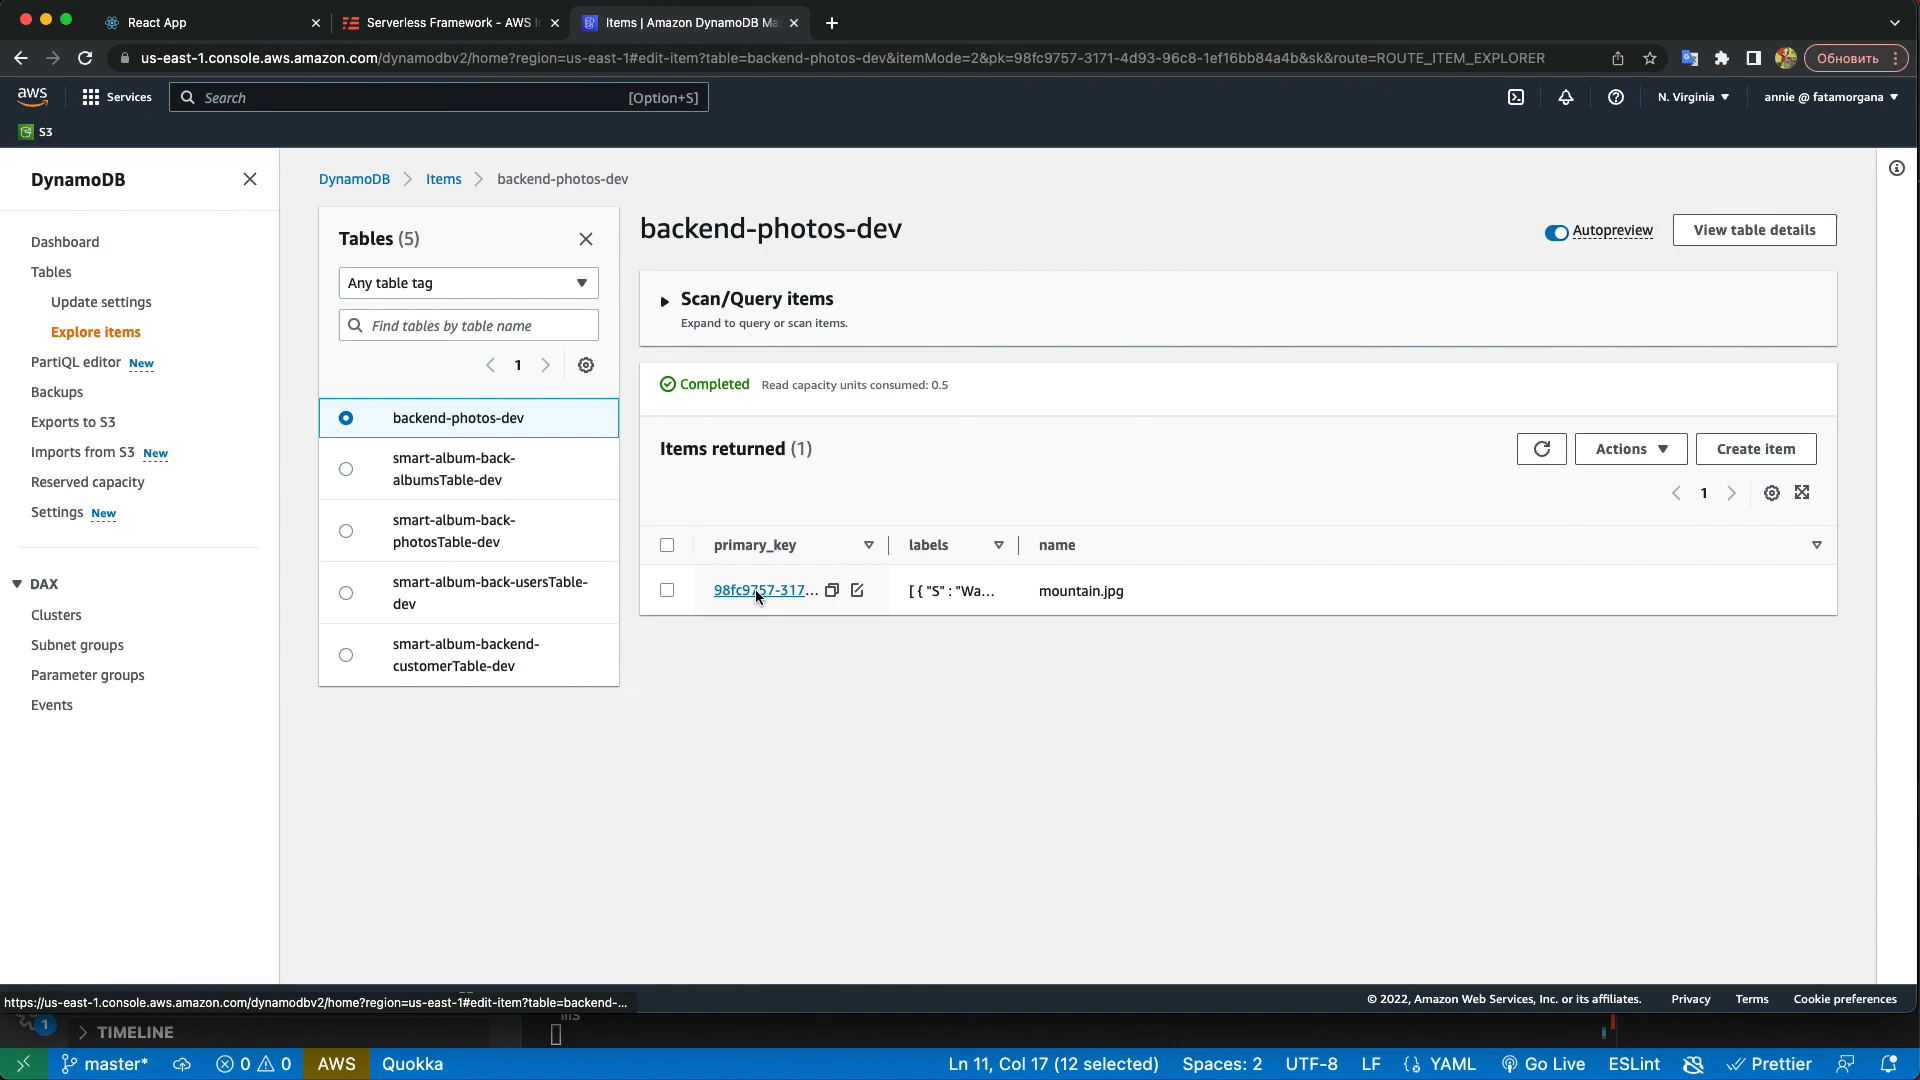 React App
Serverless Framework - AWS I
Items | Amazon DynamoDB Ma
us-east-1.console.aws.amazon.com/dynamodbv2/home?region=us-east-1#edit-item?table=backend-photos-dev&itemMode=2&pk=98fc9757-3171-4d93-96c8-1ef16bb84a4b&sk&route=ROUTE_ITEM_EXPLORER
Обновить
aws
Services
Search
[Option+S]
N. Virginia
annie @ fatamorgana
S3
DynamoDB
Dashboard
Tables
Update settings
Explore items
PartiQL editor New
Backups
Exports to S3
Imports from S3 New
Reserved capacity
Settings New
DAX
Clusters
Subnet groups
Parameter groups
Events
DynamoDB
Items
backend-photos-dev
Tables (5)
Any table tag
Find tables by table name
1
backend-photos-dev
smart-album-back-
albumsTable-dev
smart-album-back-
photosTable-dev
smart-album-back-usersTable-
dev
smart-album-backend-
customerTable-dev
backend-photos-dev
Autopreview
View table details
Scan/Query items
Expand to query or scan items.
Completed Read capacity units consumed: 0.5
Items returned (1)
Actions
Create item
1
primary_key
labels
name
98fc9757-317...
[ { "S" : "Wa...
mountain.jpg
https://us-east-1.console.aws.amazon.com/dynamodbv2/home?region=us-east-1#edit-item?table=backend-...
© 2022, Amazon Web Services, Inc. or its affiliates.
Privacy
Terms
Cookie preferences
1
TIMELINE
master*
0
0
AWS
Quokka
Ln 11, Col 17 (12 selected)
Spaces: 2
UTF-8
LF
YAML
Go Live
ESLint
Prettier